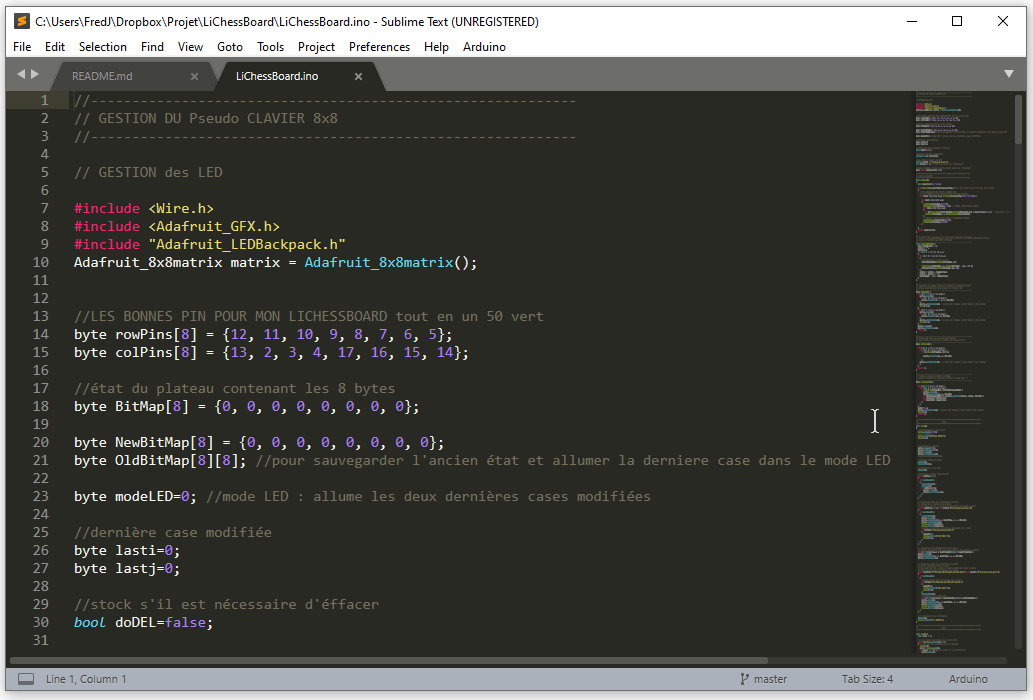 C:\Users\FredJ\Dropbox\Projet\LiChessBoard\LiChessBoard.ino - Sublime Text (UNREGISTERED)
File Edit Selection Find View Goto Tools Project Preferences Help Arduino
README.md LiChessBoard.ino
1 //-----------------------------------------------------------
2 // GESTION DU Pseudo CLAVIER 8x8
3 //-----------------------------------------------------------
4
5 // GESTION des LED
6
7 #include <Wire.h>
8 #include <Adafruit_GFX.h>
9 #include "Adafruit_LEDBackpack.h"
10 Adafruit_8x8matrix matrix = Adafruit_8x8matrix();
11
12
13 //LES BONNES PIN POUR MON LICHESSBOARD tout en un 50 vert
14 byte rowPins[8] = {12, 11, 10, 9, 8, 7, 6, 5};
15 byte colPins[8] = {13, 2, 3, 4, 17, 16, 15, 14};
16
17 //état du plateau contenant les 8 bytes
18 byte BitMap[8] = {0, 0, 0, 0, 0, 0, 0, 0};
19
20 byte NewBitMap[8] = {0, 0, 0, 0, 0, 0, 0, 0};
21 byte OldBitMap[8][8]; //pour sauvegarder l'ancien état et allumer la derniere case dans le mode LED
22
23 byte modeLED=0; //mode LED : allume les deux dernières cases modifiées
24
25 //dernière case modifiée
26 byte lasti=0;
27 byte lastj=0;
28
29 //stock s'il est nécessaire d'éffacer
30 bool doDEL=false;
31
Line 1, Column 1 master Tab Size: 4 Arduino